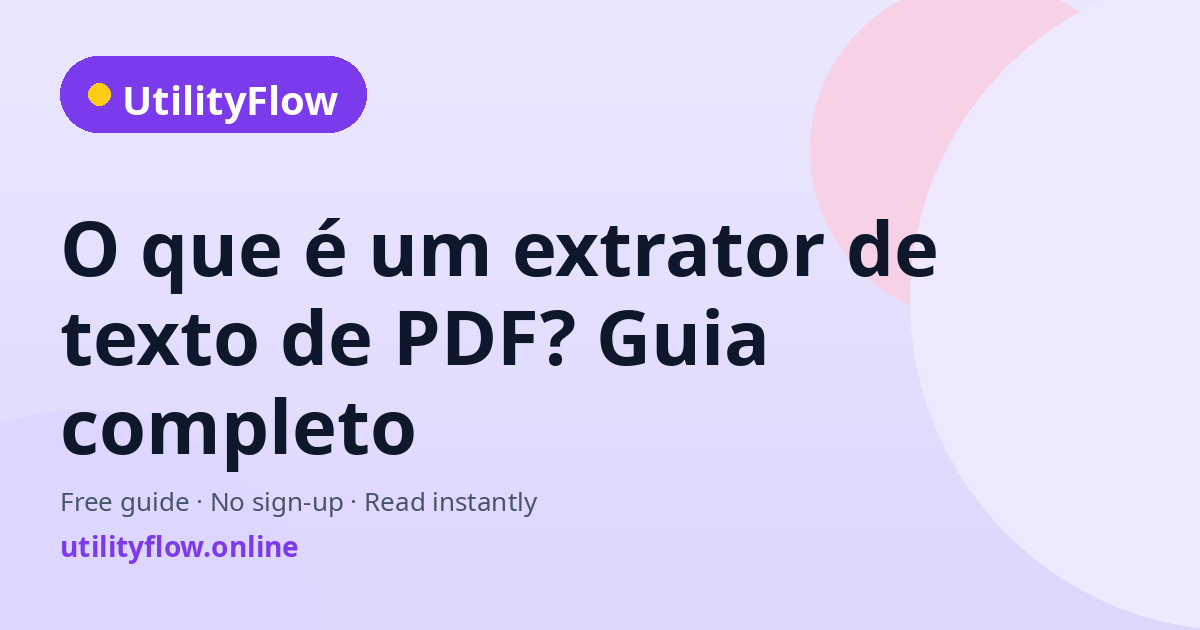 UtilityFlow
O que é um extrator de
texto de PDF? Guia
completo
Free guide · No sign-up · Read instantly
utilityflow.online